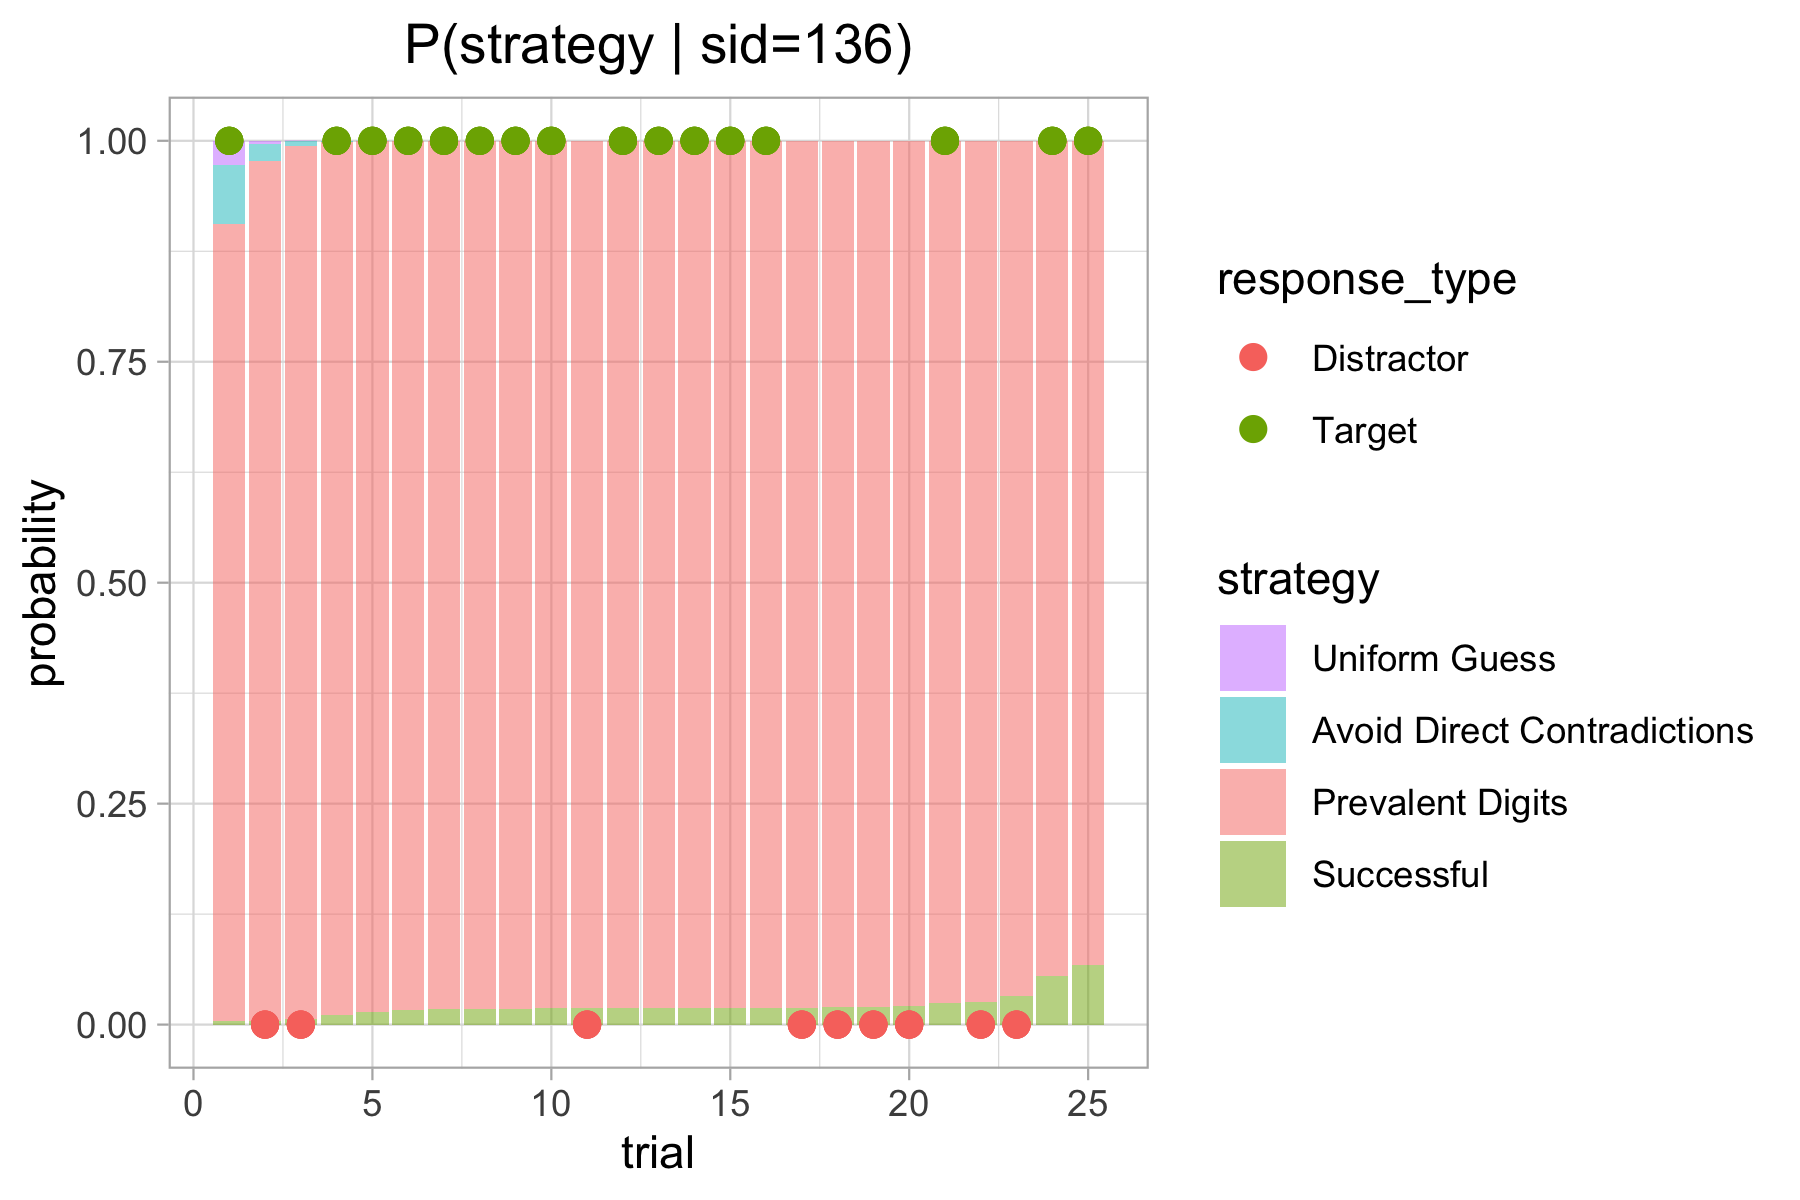 P(strategy | sid=136)
1.00
0.75
0.50
0.25
0.00
probability
0 5 10 15 20 25
trial
response_type
Distractor
Target
strategy
Uniform Guess
Avoid Direct Contradictions
Prevalent Digits
Successful